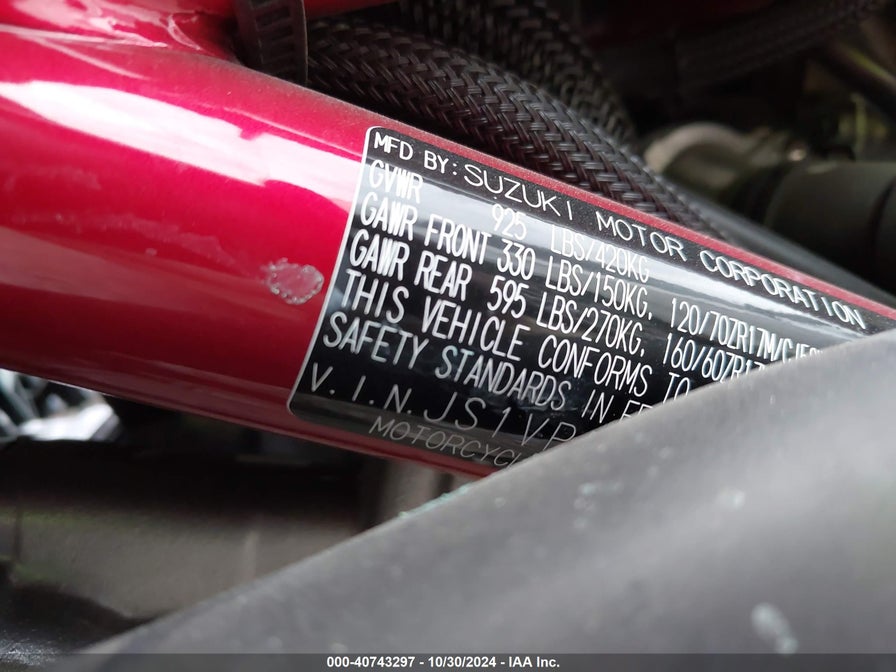 MFD BY: SUZUKI MOTOR CORPORATION
GVWR 925 LBS/420KG
GAWR FRONT 330 LBS/150KG, 120/70ZR17M/C
GAWR REAR 595 LBS/270KG, 160/60ZR17
THIS VEHICLE CONFORMS TO
SAFETY STANDARDS IN
V.I.N. JS1VP
MOTORCYCL
000-40743297 - 10/30/2024 - IAA Inc.